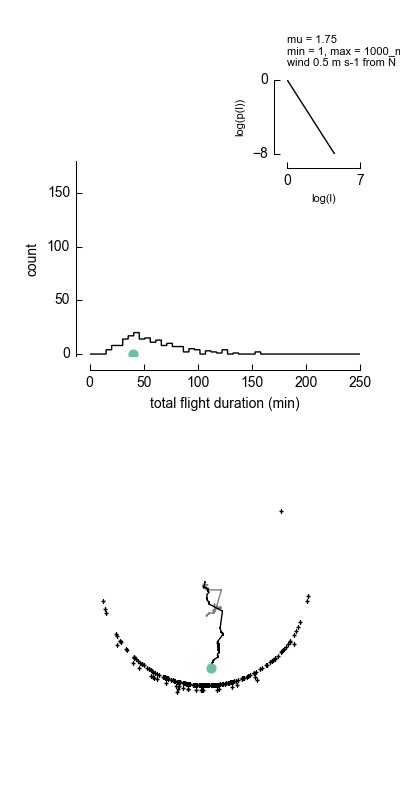 mu = 1.75
min = 1, max = 1000_m
wind 0.5 m s-1 from N
0
log(p(l))
−8
0 7
log(l)
150
100
count
50
0
0 50 100 150 200 250
total flight duration (min)